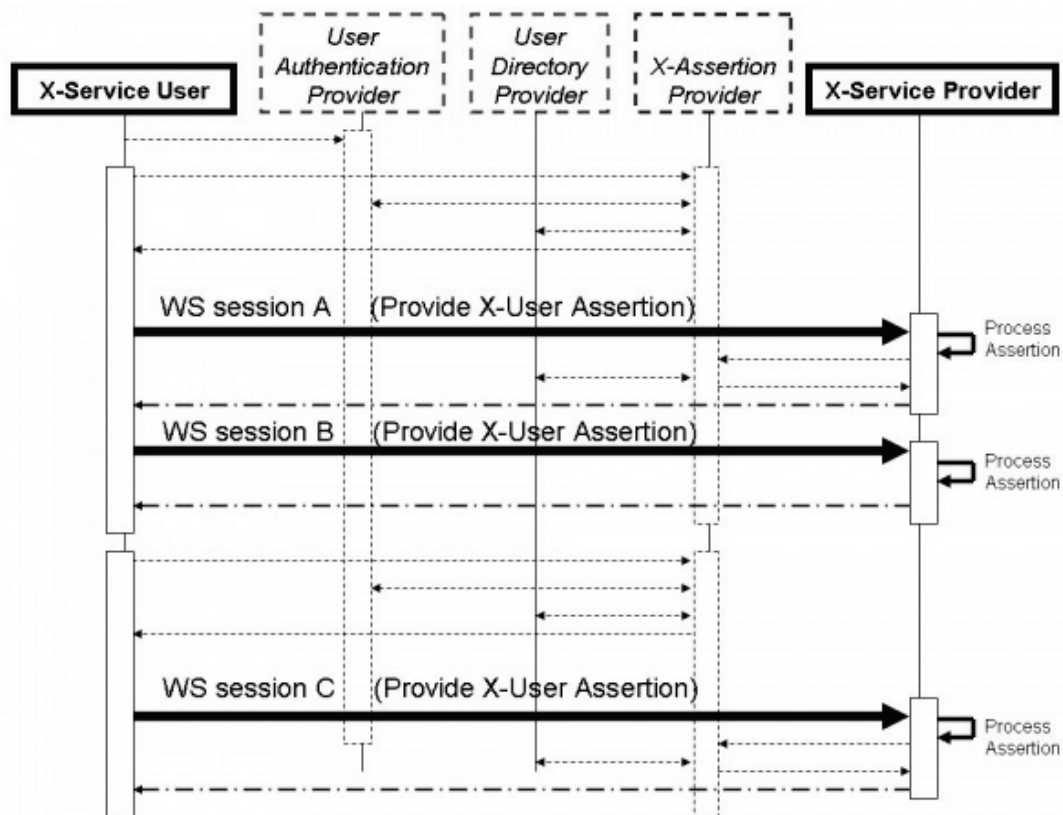 User
Authentication
Provider
User
Directory
Provider
X-Assertion
Provider
X-Service User
X-Service Provider
WS session A (Provide X-User Assertion)
Process
Assertion
WS session B (Provide X-User Assertion)
Process
Assertion
WS session C (Provide X-User Assertion)
Process
Assertion